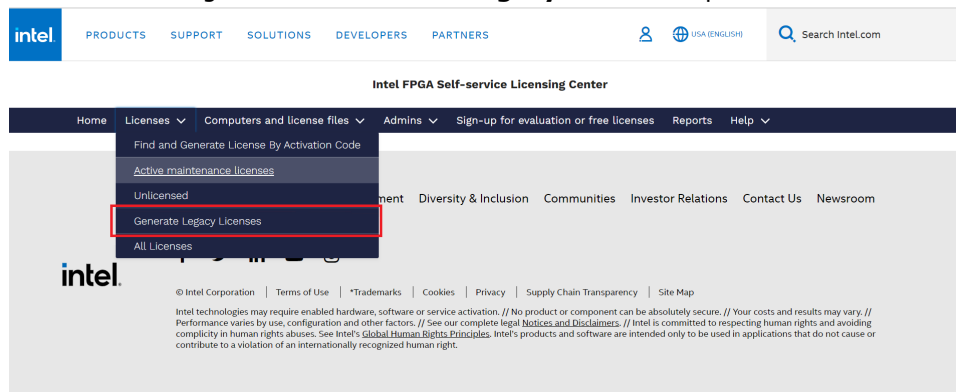 intel.
PRODUCTS SUPPORT SOLUTIONS DEVELOPERS PARTNERS USA (ENGLISH) Search Intel.com
Intel FPGA Self-service Licensing Center
Home Licenses Computers and license files Admins Sign-up for evaluation or free licenses Reports Help
Find and Generate License By Activation Code
Active maintenance licenses
Unlicensed
Generate Legacy Licenses
All Licenses
Diversity & Inclusion Communities Investor Relations Contact Us Newsroom
intel.
© Intel Corporation | Terms of Use | *Trademarks | Cookies | Privacy | Supply Chain Transparency | Site Map
Intel technologies may require enabled hardware, software or service activation. // No product or component can be absolutely secure. // Your costs and results may vary. //
Performance varies by use, configuration and other factors. // See our complete legal Notices and Disclaimers. // Intel is committed to respecting human rights and avoiding
complicity in human rights abuses. See Intel's Global Human Rights Principles. Intel's products and software are intended only to be used in applications that do not cause or
contribute to a violation of an internationally recognized human right.